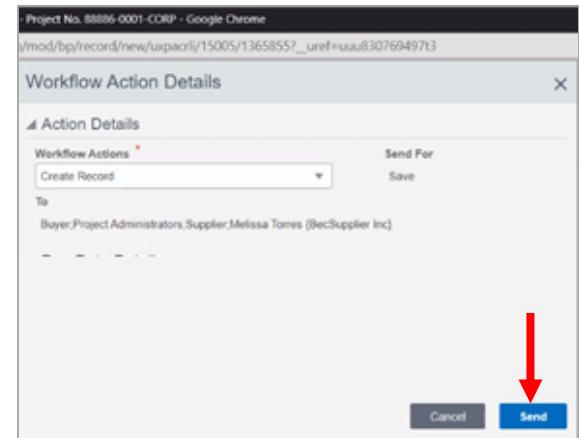 - Project No. 88886-0001-CORP - Google Chrome
/mod/bp/record/new/uxpacrli/15005/1365855?__uref=uuu830769497t3
Workflow Action Details
Action Details
Workflow Actions * Send For
Create Record Save
To
Buyer,Project Administrators,Supplier,Melissa Torres (BecSupplier Inc)
Cancel Send